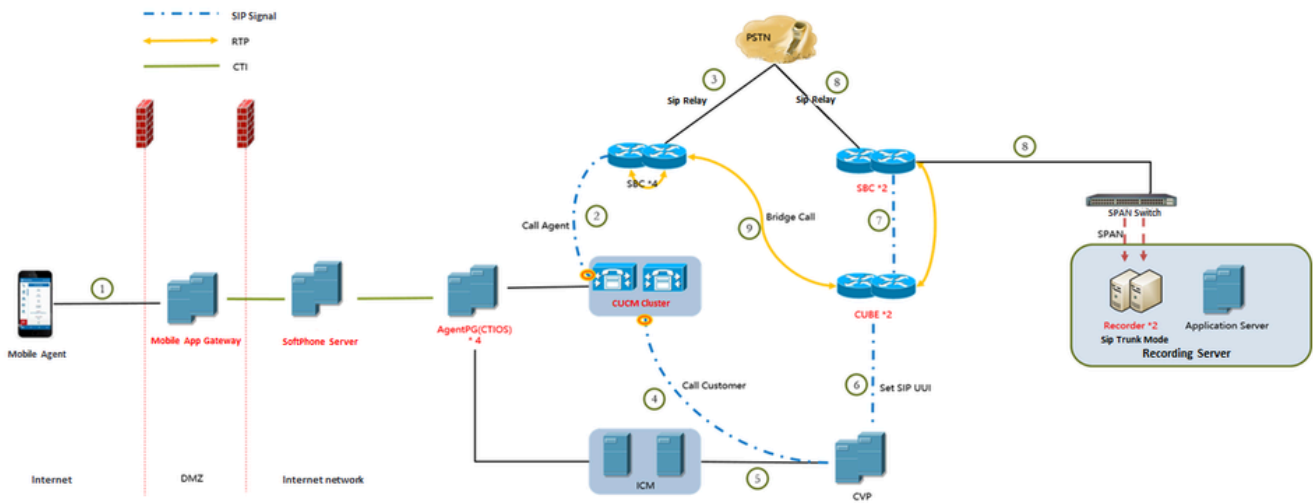 SIP Signal
RTP
CTI
PSTN
3
8
Sip Relay
Sip Relay
SBC *4
SBC *2
8
SPAN Switch
SPAN
2
Call Agent
9
Bridge Call
7
1
CUCM Cluster
CUBE *2
Recorder *2
Sip Trunk Mode
Application Server
Recording Server
Mobile Agent
Mobile App Gateway
SoftPhone Server
AgentPG(CTIOS)
* 4
4
Call Customer
6
Set SIP UUI
5
ICM
CVP
Internet
DMZ
Internet network